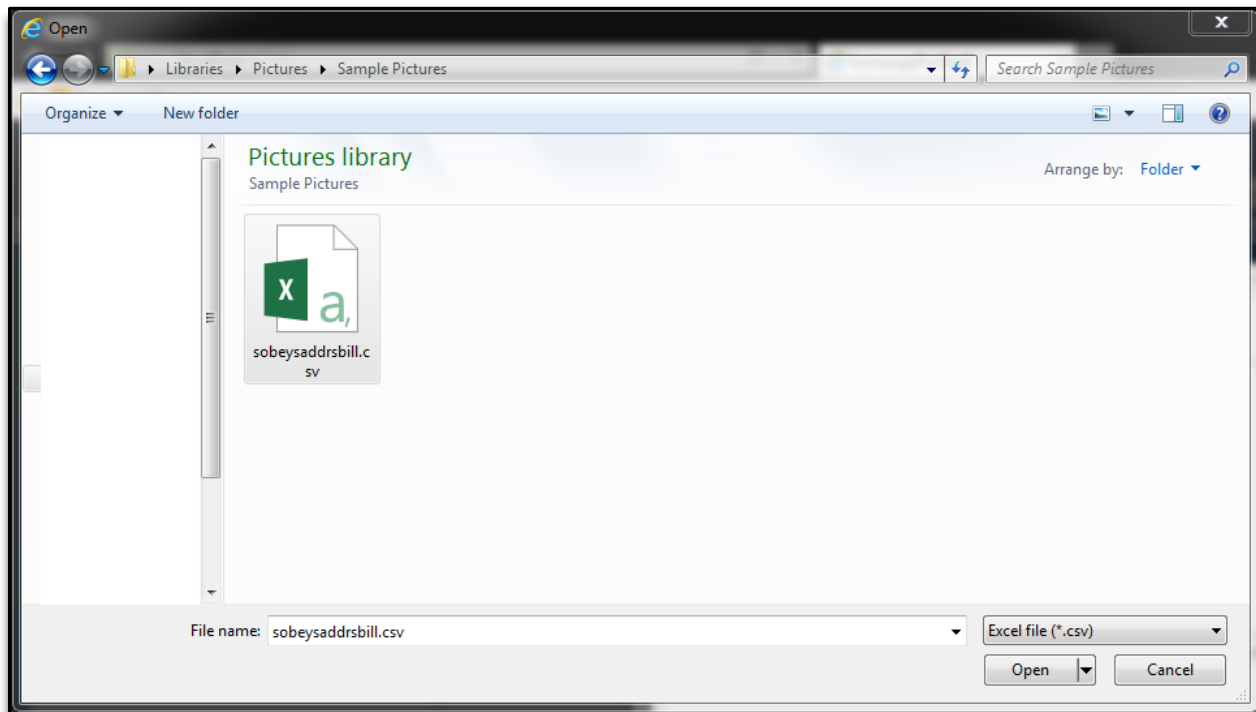 Open
Libraries Pictures Sample Pictures
Search Sample Pictures
Organize New folder
Pictures library
Sample Pictures
Arrange by: Folder
X a,
sobeysaddrsbill.c
sv
File name: sobeysaddrsbill.csv
Excel file (*.csv)
Open Cancel